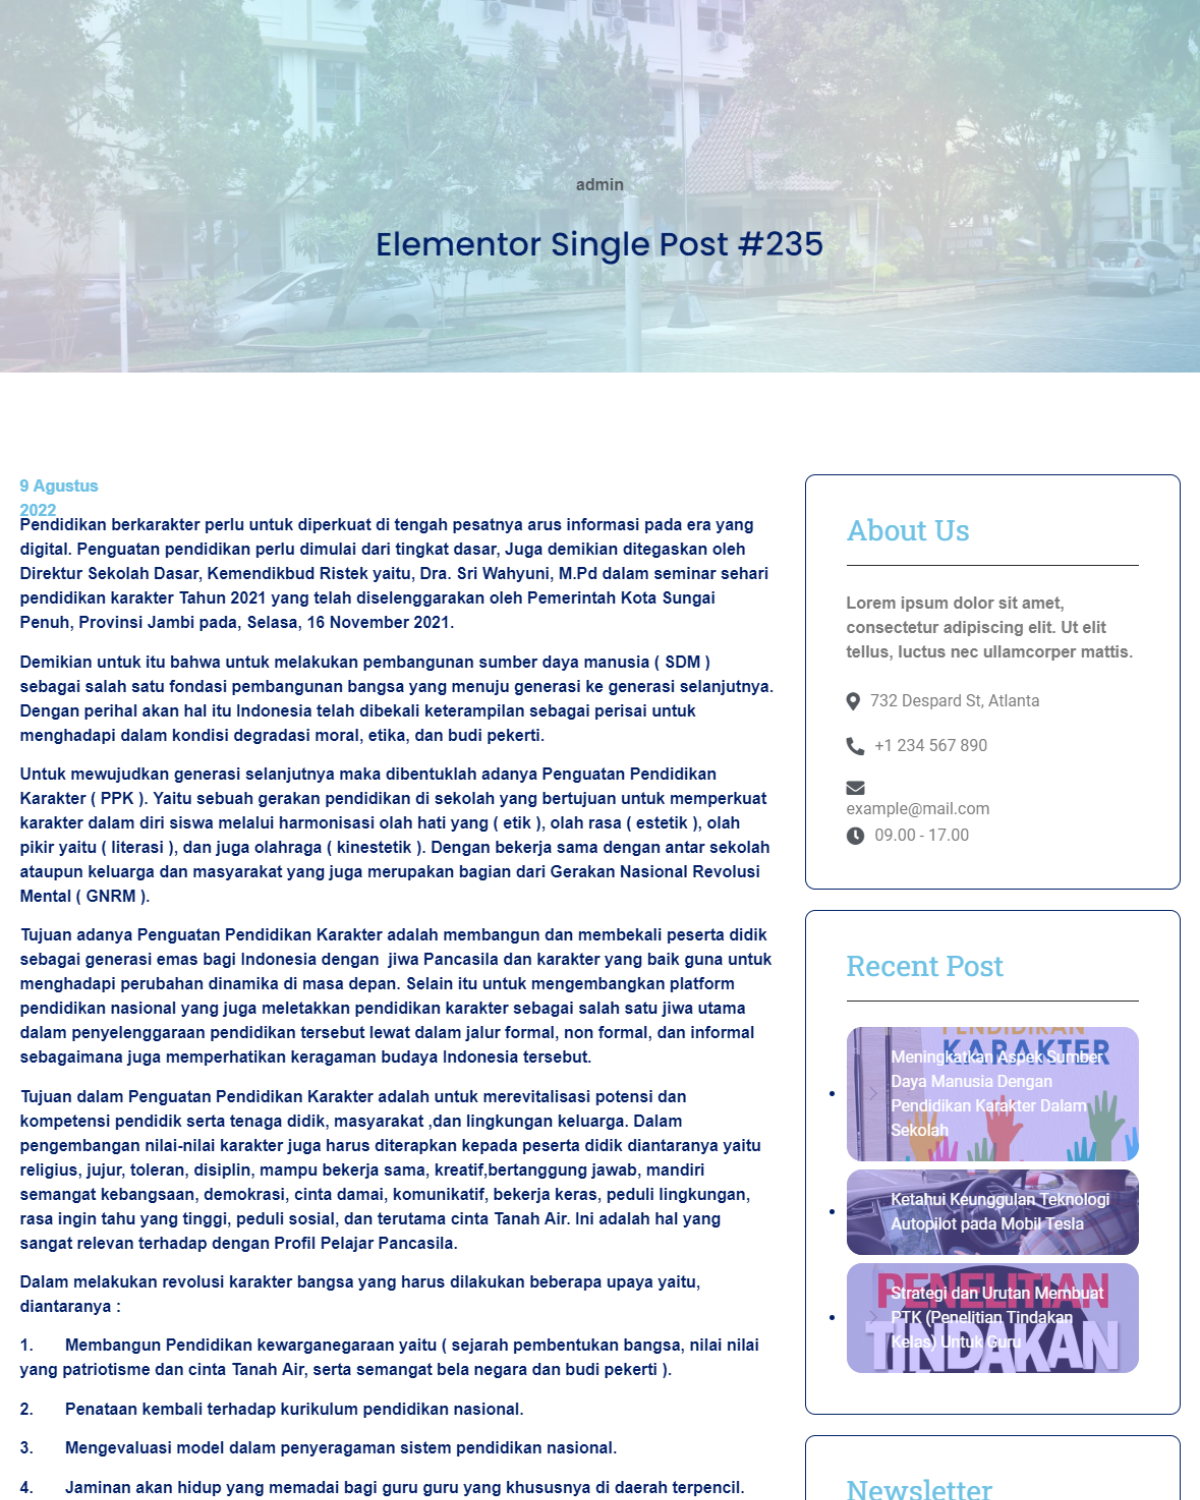 admin
Elementor Single Post #235
9 Agustus
2022
Pendidikan berkarakter perlu untuk diperkuat di tengah pesatnya arus informasi pada era yang
digital. Penguatan pendidikan perlu dimulai dari tingkat dasar, Juga demikian ditegaskan oleh
Direktur Sekolah Dasar, Kemendikbud Ristek yaitu, Dra. Sri Wahyuni, M.Pd dalam seminar sehari
pendidikan karakter Tahun 2021 yang telah diselenggarakan oleh Pemerintah Kota Sungai
Penuh, Provinsi Jambi pada, Selasa, 16 November 2021.
Demikian untuk itu bahwa untuk melakukan pembangunan sumber daya manusia ( SDM )
sebagai salah satu fondasi pembangunan bangsa yang menuju generasi ke generasi selanjutnya.
Dengan perihal akan hal itu Indonesia telah dibekali keterampilan sebagai perisai untuk
menghadapi dalam kondisi degradasi moral, etika, dan budi pekerti.
Untuk mewujudkan generasi selanjutnya maka dibentuklah adanya Penguatan Pendidikan
Karakter ( PPK ). Yaitu sebuah gerakan pendidikan di sekolah yang bertujuan untuk memperkuat
karakter dalam diri siswa melalui harmonisasi olah hati yang ( etik ), olah rasa ( estetik ), olah
pikir yaitu ( literasi ), dan juga olahraga ( kinestetik ). Dengan bekerja sama dengan antar sekolah
ataupun keluarga dan masyarakat yang juga merupakan bagian dari Gerakan Nasional Revolusi
Mental ( GNRM ).
Tujuan adanya Penguatan Pendidikan Karakter adalah membangun dan membekali peserta didik
sebagai generasi emas bagi Indonesia dengan  jiwa Pancasila dan karakter yang baik guna untuk
menghadapi perubahan dinamika di masa depan. Selain itu untuk mengembangkan platform
pendidikan nasional yang juga meletakkan pendidikan karakter sebagai salah satu jiwa utama
dalam penyelenggaraan pendidikan tersebut lewat dalam jalur formal, non formal, dan informal
sebagaimana juga memperhatikan keragaman budaya Indonesia tersebut.
Tujuan dalam Penguatan Pendidikan Karakter adalah untuk merevitalisasi potensi dan
kompetensi pendidik serta tenaga didik, masyarakat ,dan lingkungan keluarga. Dalam
pengembangan nilai-nilai karakter juga harus diterapkan kepada peserta didik diantaranya yaitu
religius, jujur, toleran, disiplin, mampu bekerja sama, kreatif,bertanggung jawab, mandiri
semangat kebangsaan, demokrasi, cinta damai, komunikatif, bekerja keras, peduli lingkungan,
rasa ingin tahu yang tinggi, peduli sosial, dan terutama cinta Tanah Air. Ini adalah hal yang
sangat relevan terhadap dengan Profil Pelajar Pancasila.
Dalam melakukan revolusi karakter bangsa yang harus dilakukan beberapa upaya yaitu,
diantaranya :
1. Membangun Pendidikan kewarganegaraan yaitu ( sejarah pembentukan bangsa, nilai nilai
yang patriotisme dan cinta Tanah Air, serta semangat bela negara dan budi pekerti ).
2. Penataan kembali terhadap kurikulum pendidikan nasional.
3. Mengevaluasi model dalam penyeragaman sistem pendidikan nasional.
4. Jaminan akan hidup yang memadai bagi guru guru yang khususnya di daerah terpencil.
About Us
Lorem ipsum dolor sit amet,
consectetur adipiscing elit. Ut elit
tellus, luctus nec ullamcorper mattis.
732 Despard St, Atlanta
+1 234 567 890
example@mail.com
09.00 - 17.00
Recent Post
PENDIDIKAN
KARAKTER
Meningkatkan Aspek Sumber
Daya Manusia Dengan
Pendidikan Karakter Dalam
Sekolah
Ketahui Keunggulan Teknologi
Autopilot pada Mobil Tesla
PENELITIAN
TINDAKAN
Strategi dan Urutan Membuat
PTK (Penelitian Tindakan
Kelas) Untuk Guru
Newsletter